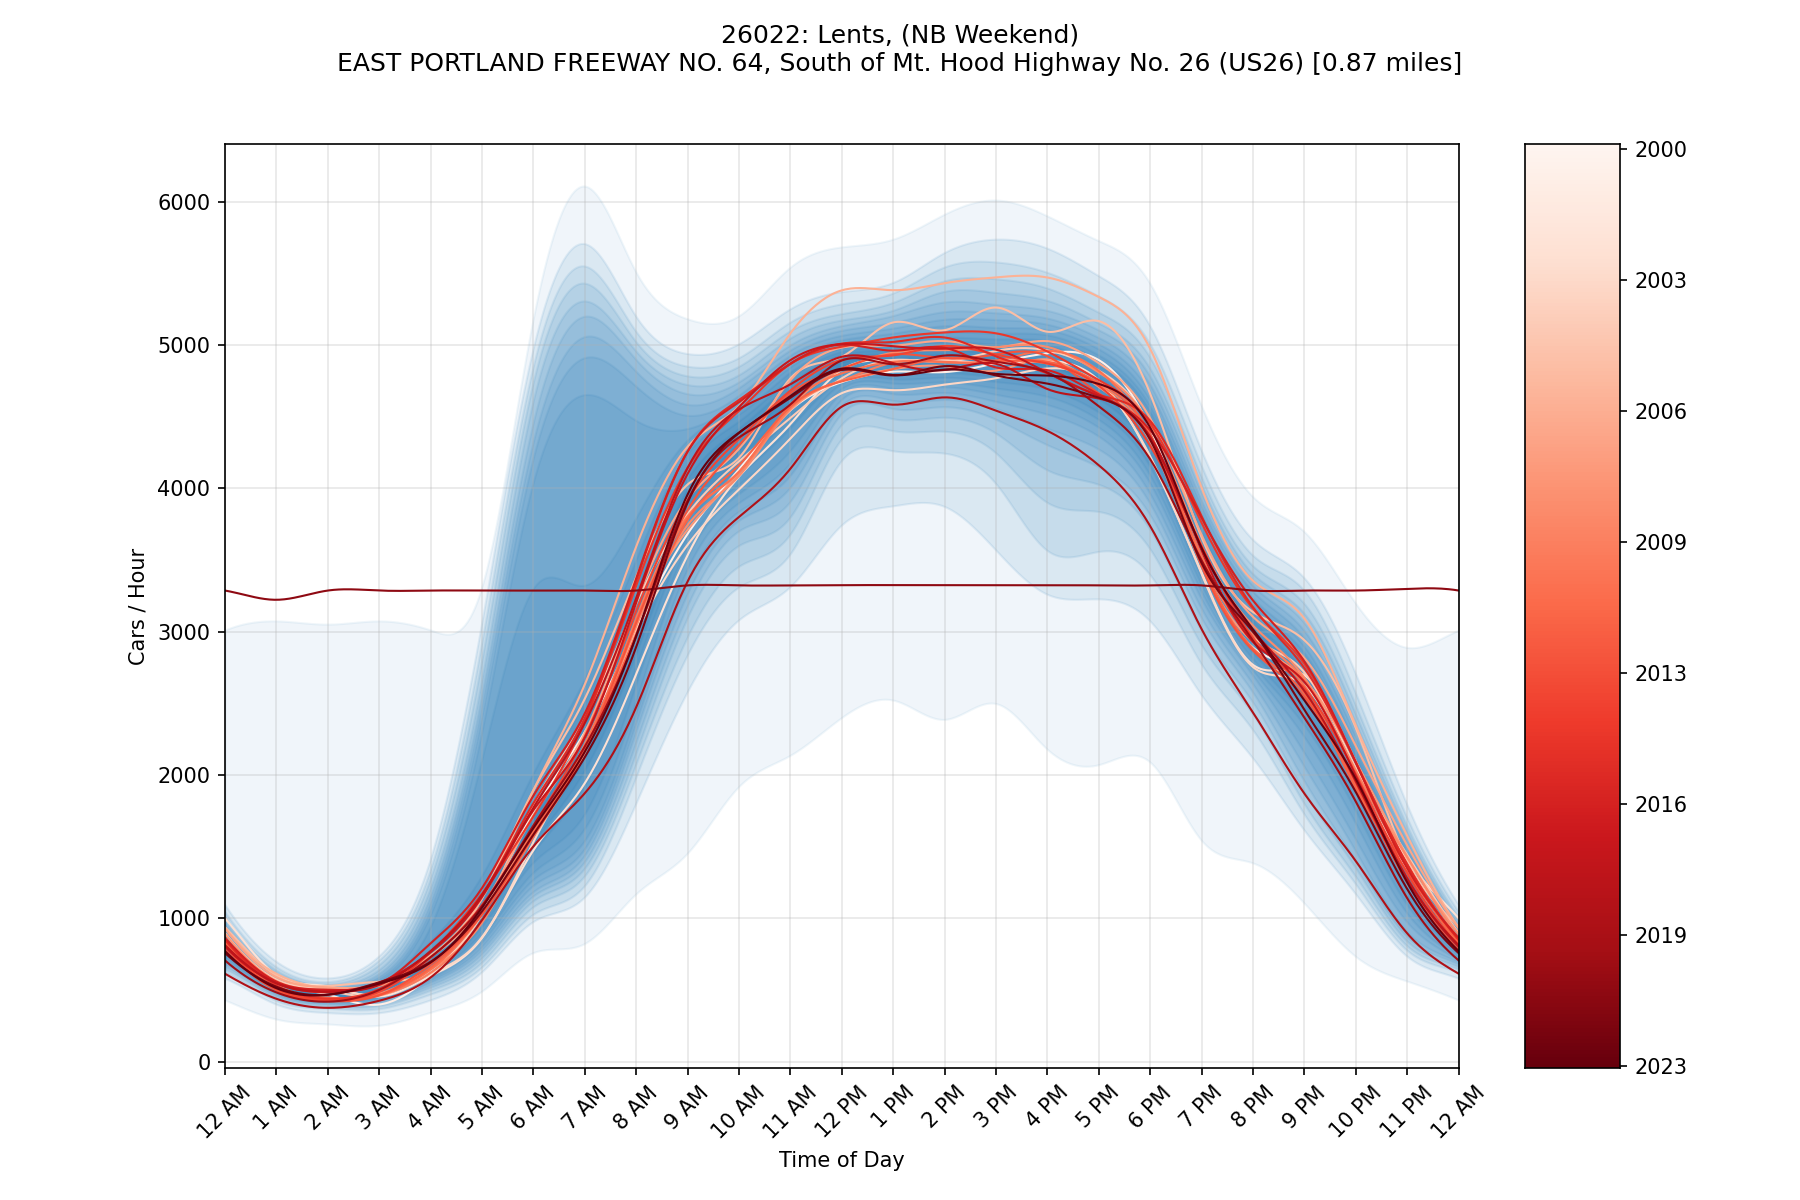 26022: Lents, (NB Weekend)
EAST PORTLAND FREEWAY NO. 64, South of Mt. Hood Highway No. 26 (US26) [0.87 miles]
Cars / Hour
6000
5000
4000
3000
2000
1000
0
12 AM
1 AM
2 AM
3 AM
4 AM
5 AM
6 AM
7 AM
8 AM
9 AM
10 AM
11 AM
12 PM
1 PM
2 PM
3 PM
4 PM
5 PM
6 PM
7 PM
8 PM
9 PM
10 PM
11 PM
12 AM
Time of Day
2000
2003
2006
2009
2013
2016
2019
2023